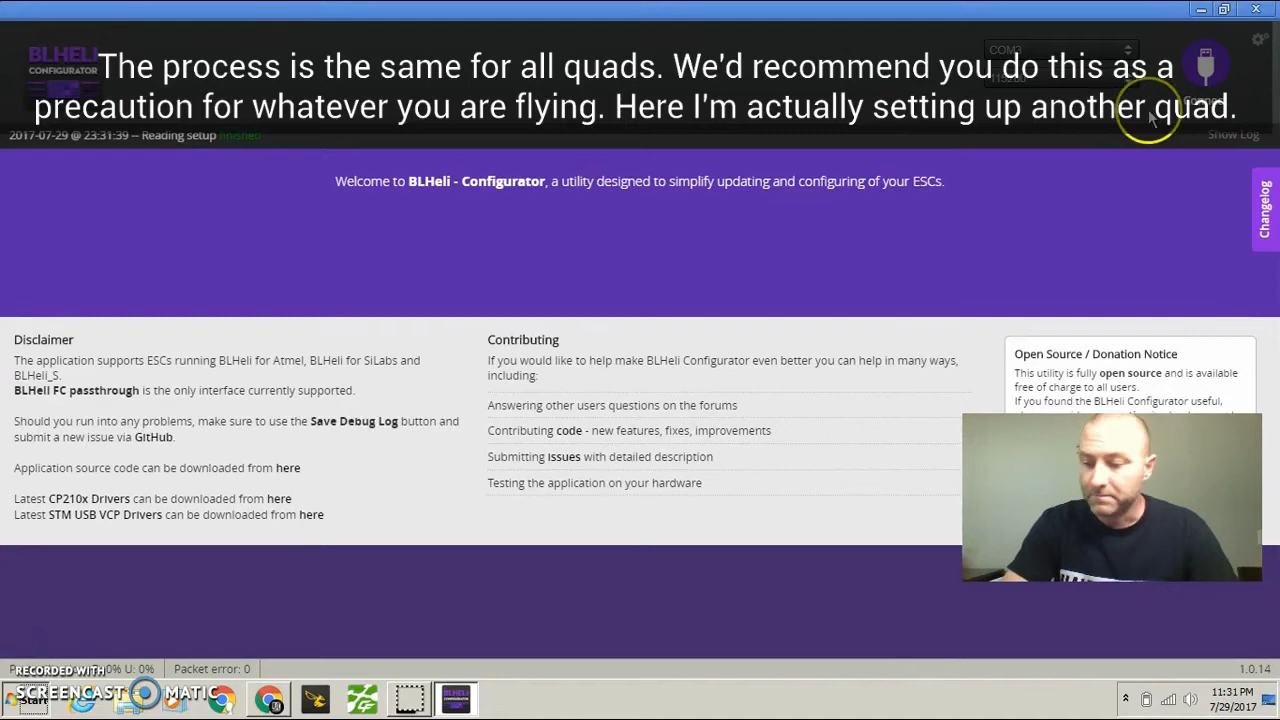 The process is the same for all quads. We'd recommend you do this as a
precaution for whatever you are flying. Here I'm actually setting up another quad.
BLHELI
CONFIGURATOR
COM3
115200
2017-07-29 @ 23:31:39 -- Reading setup finished
Show Log
Welcome to BLHeli - Configurator, a utility designed to simplify updating and configuring of your ESCs.
Changelog
Disclaimer
The application supports ESCs running BLHeli for Atmel, BLHeli for SiLabs and
BLHeli_S.
BLHeli FC passthrough is the only interface currently supported.
Should you run into any problems, make sure to use the Save Debug Log button and
submit a new issue via GitHub.
Application source code can be downloaded from here
Latest CP210x Drivers can be downloaded from here
Latest STM USB VCP Drivers can be downloaded from here
Contributing
If you would like to help make BLHeli Configurator even better you can help in many ways,
including:
Answering other users questions on the forums
Contributing code - new features, fixes, improvements
Submitting issues with detailed description
Testing the application on your hardware
Open Source / Donation Notice
This utility is fully open source and is available
free of charge to all users.
If you found the BLHeli Configurator useful,
0% U: 0%
Packet error: 0
1.0.14
RECORDED WITH
SCREENCAST MATIC
Start
BLHELI
CONFIGURATOR
11:31 PM
7/29/2017